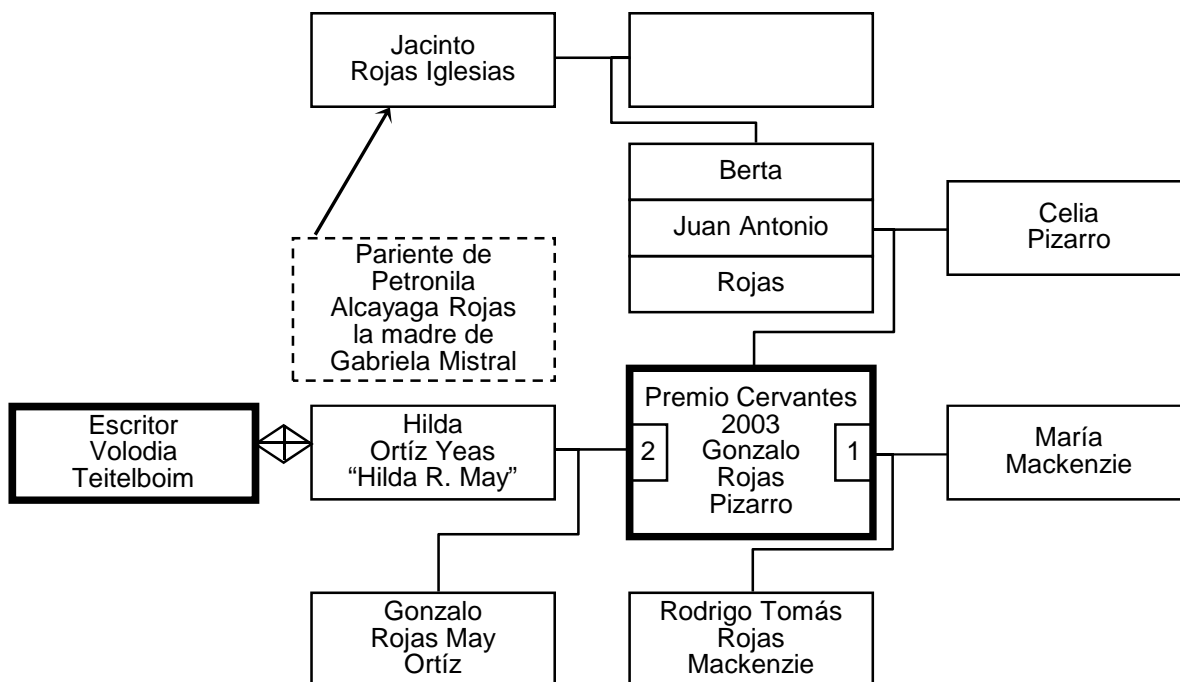 Jacinto
Rojas Iglesias
Berta
Juan Antonio
Rojas
Celia
Pizarro
Pariente de
Petronila
Alcayaga Rojas
la madre de
Gabriela Mistral
Escritor
Volodia
Teitelboim
Hilda
Ortíz Yeas
“Hilda R. May”
Premio Cervantes
2003
Gonzalo
Rojas
Pizarro
2
1
María
Mackenzie
Gonzalo
Rojas May
Ortíz
Rodrigo Tomás
Rojas
Mackenzie